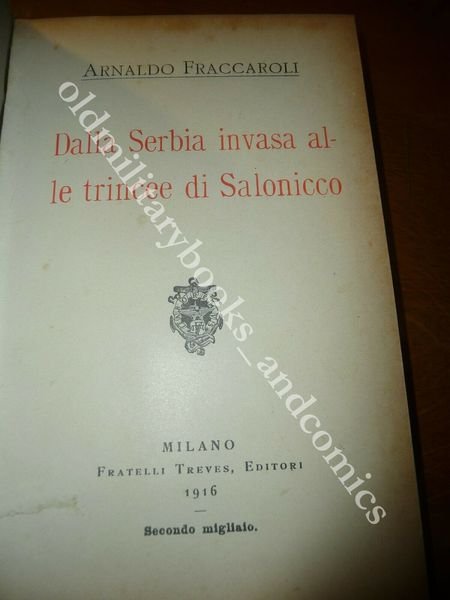 ARNALDO FRACCAROLI
Dalla Serbia invasa al-
le trincee di Salonicco
MILANO
FRATELLI TREVES, EDITORI
1916
Secondo migliaio.
oldmilitarybooks_andcomics